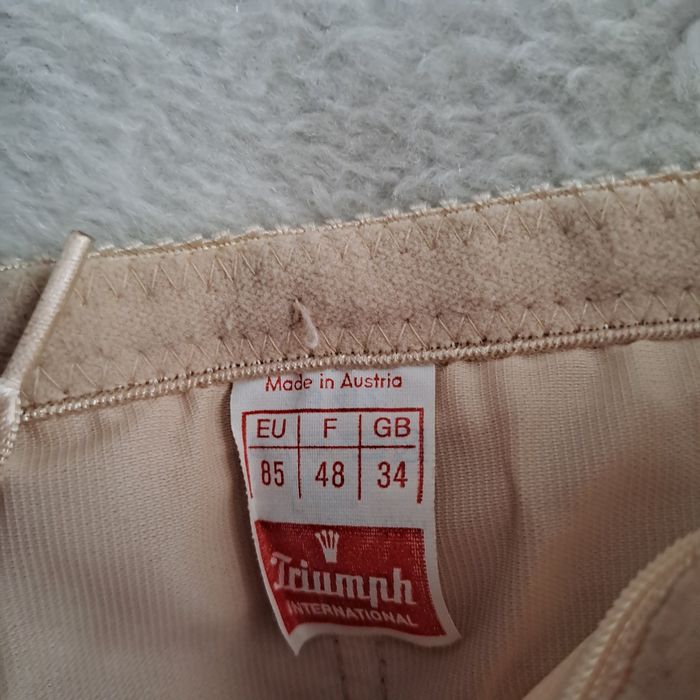 Made in Austria
EU F GB
85 48 34
Triumph
INTERNATIONAL